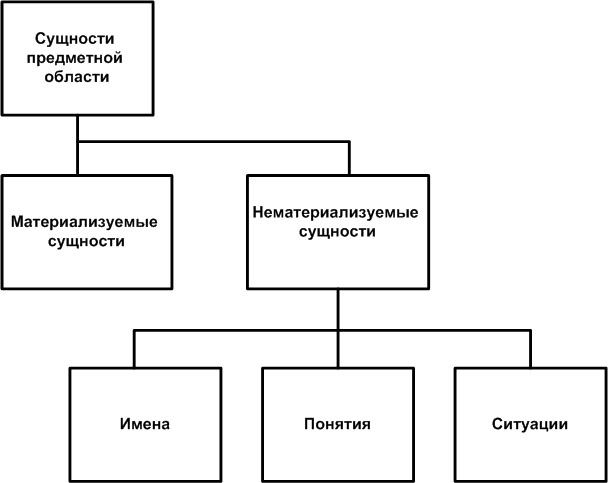 Сущности
предметной
области
Материализуемые
сущности
Нематериализуемые
сущности
Имена
Понятия
Ситуации